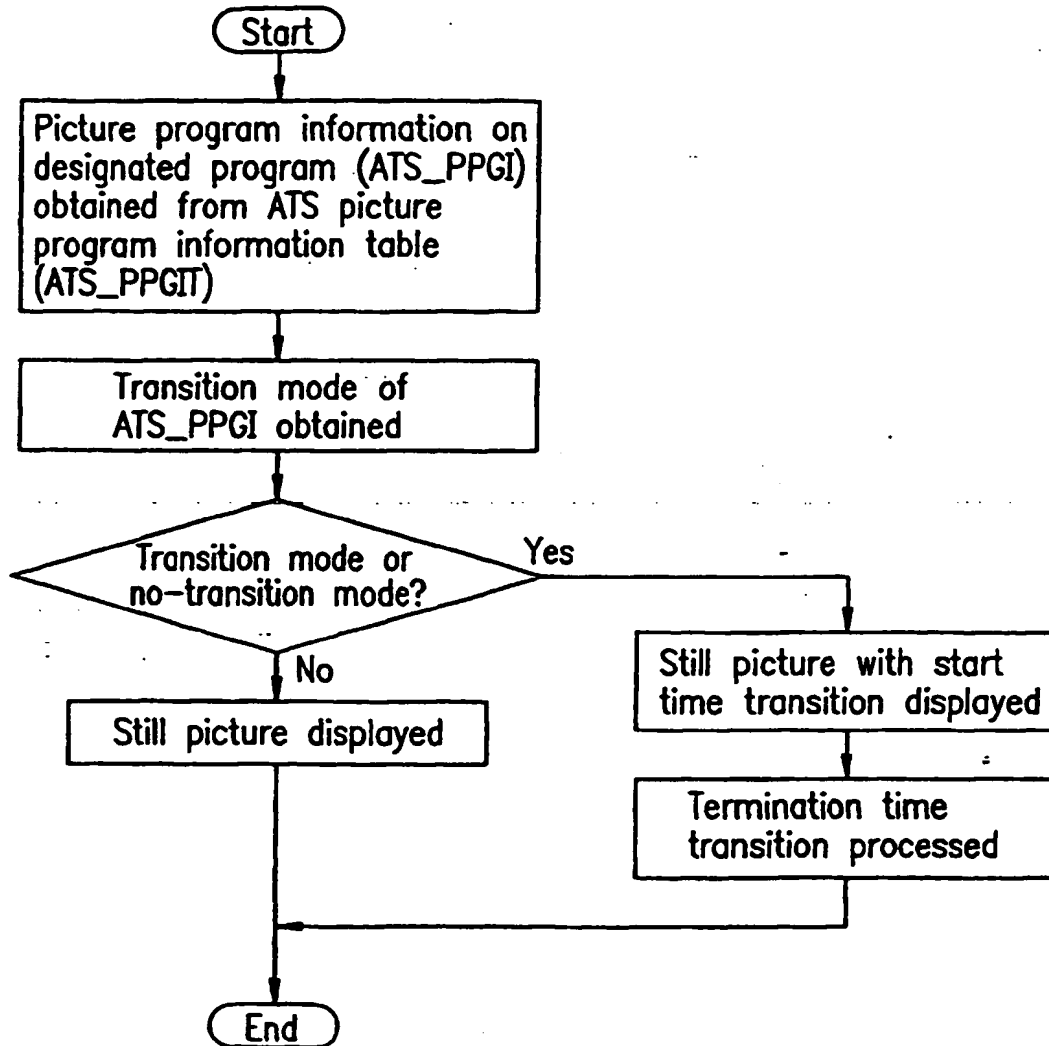 Start
Picture program information on
designated program (ATS_PPGI)
obtained from ATS picture
program information table
(ATS_PPGIT)
Transition mode of
ATS_PPGI obtained
Transition mode or
no-transition mode?
Yes
No
Still picture displayed
Still picture with start
time transition displayed
Termination time
transition processed
End